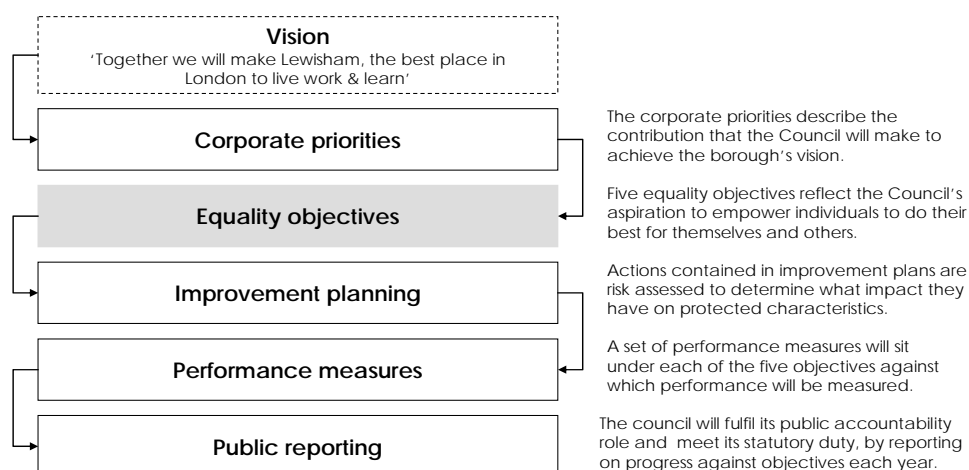 Vision
‘Together we will make Lewisham, the best place in
London to live work & learn’
Corporate priorities
The corporate priorities describe the
contribution that the Council will make to
achieve the borough’s vision.
Equality objectives
Five equality objectives reflect the Council’s
aspiration to empower individuals to do their
best for themselves and others.
Improvement planning
Actions contained in improvement plans are
risk assessed to determine what impact they
have on protected characteristics.
Performance measures
A set of performance measures will sit
under each of the five objectives against
which performance will be measured.
Public reporting
The council will fulfil its public accountability
role and meet its statutory duty, by reporting
on progress against objectives each year.